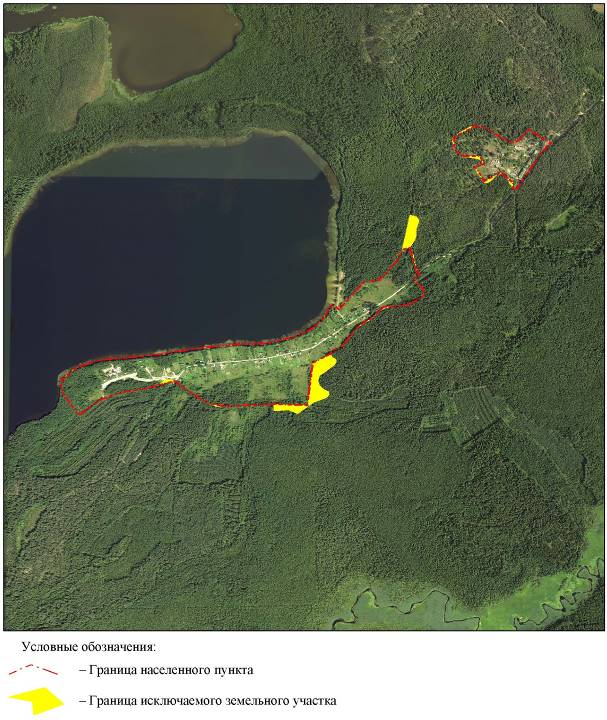 Условные обозначения:
– Граница населенного пункта
– Граница исключаемого земельного участка